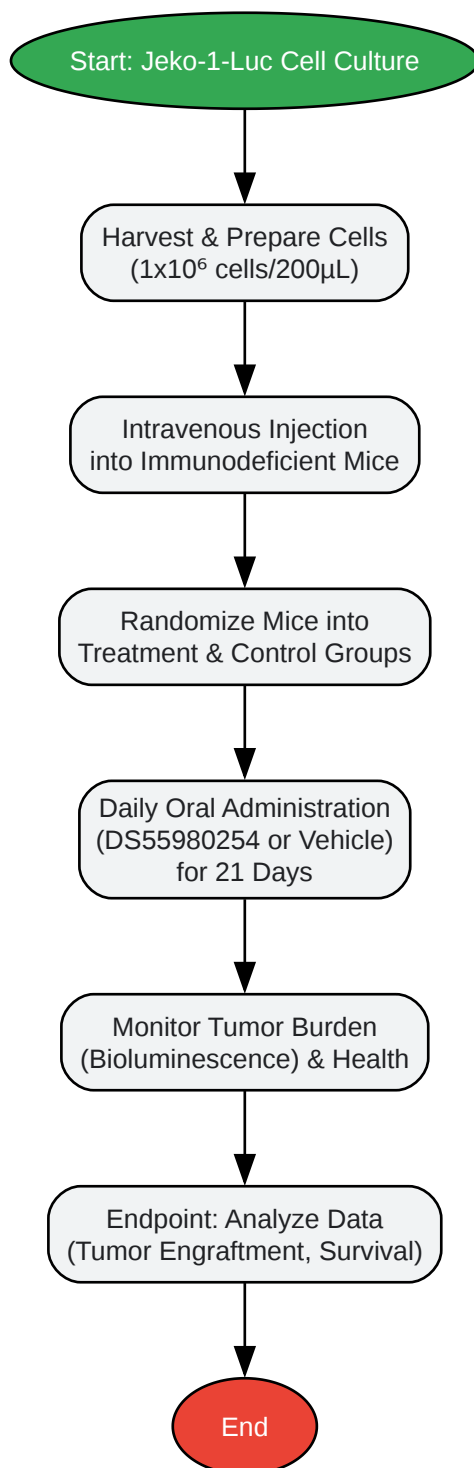 Start: Jeko-1-Luc Cell Culture
Harvest & Prepare Cells
(1x10⁶ cells/200µL)
Intravenous Injection
into Immunodeficient Mice
Randomize Mice into
Treatment & Control Groups
Daily Oral Administration
(DS55980254 or Vehicle)
for 21 Days
Monitor Tumor Burden
(Bioluminescence) & Health
Endpoint: Analyze Data
(Tumor Engraftment, Survival)
End